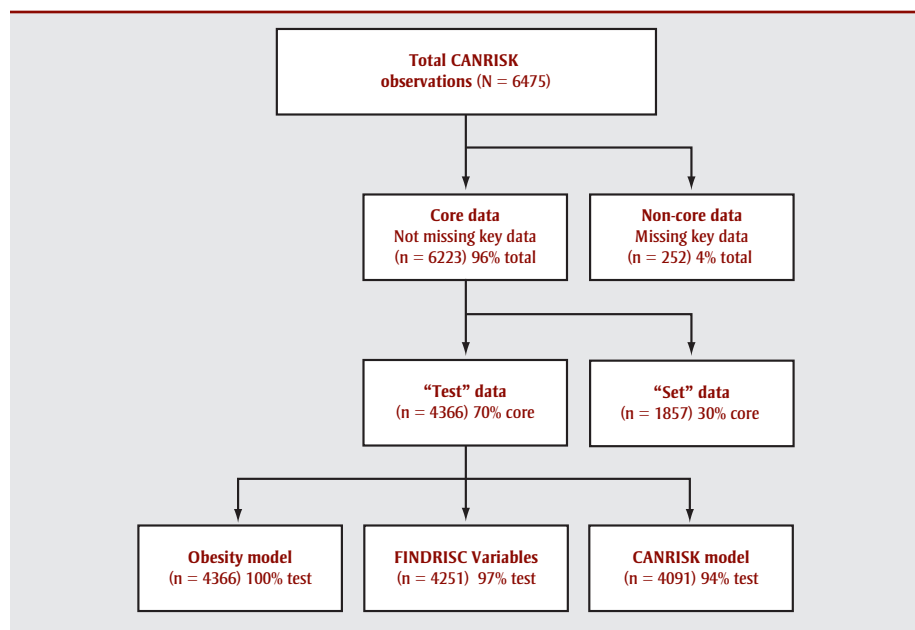 Total CANRISK
observations (N = 6475)
Core data
Not missing key data
(n = 6223) 96% total
Non-core data
Missing key data
(n = 252) 4% total
“Test” data
(n = 4366) 70% core
“Set” data
(n = 1857) 30% core
Obesity model
(n = 4366) 100% test
FINDRISC Variables
(n = 4251) 97% test
CANRISK model
(n = 4091) 94% test